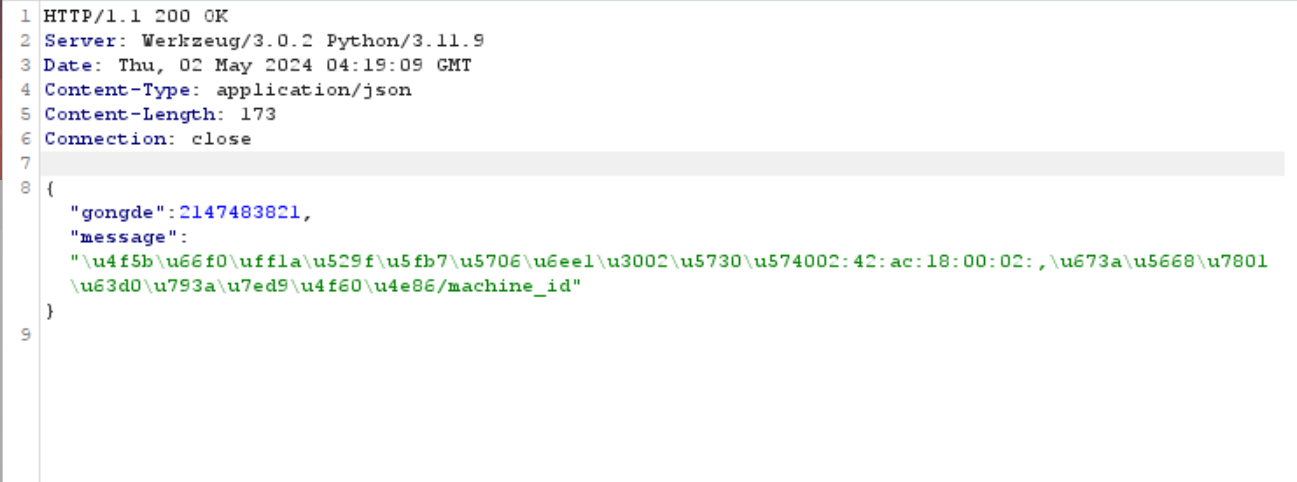 1 HTTP/1.1 200 OK
2 Server: Werkzeug/3.0.2 Python/3.11.9
3 Date: Thu, 02 May 2024 04:19:09 GMT
4 Content-Type: application/json
5 Content-Length: 173
6 Connection: close
7
8 {
"gongde":2147483821,
"message":
"\u4f5b\u66f0\uff1a\u529f\u5fb7\u5706\u6ee1\u3002\u5730\u574002:42:ac:18:00:02:,\u673a\u5668\u7801
\u63d0\u793a\u7ed9\u4f60\u4e86/machine_id"
}
9